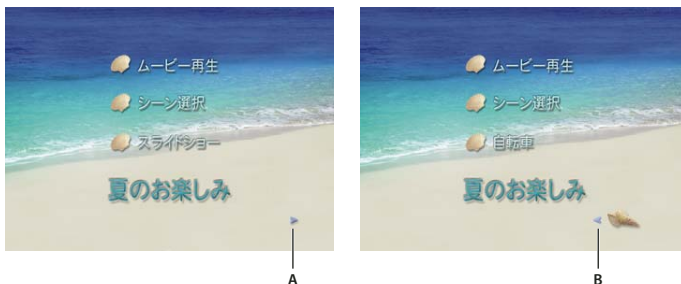 ムービー再生
シーン選択
スライドショー
夏のお楽しみ
A
ムービー再生
シーン選択
自転車
夏のお楽しみ
B